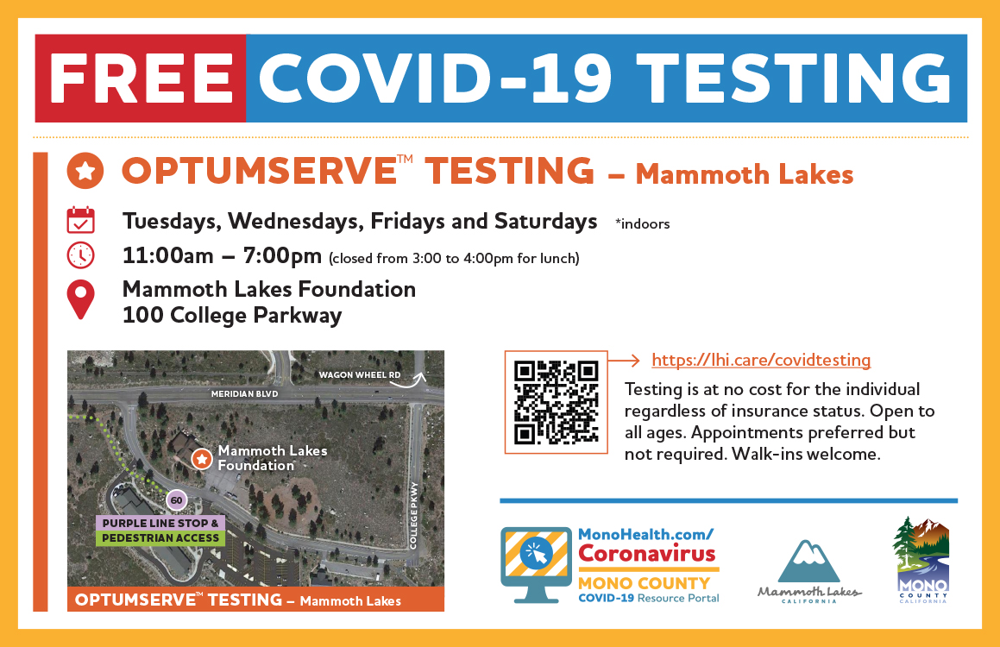 FREE COVID-19 TESTING
OPTUMSERVE™ TESTING – Mammoth Lakes
Tuesdays, Wednesdays, Fridays and Saturdays *indoors
11:00am – 7:00pm (closed from 3:00 to 4:00pm for lunch)
Mammoth Lakes Foundation
100 College Parkway
WAGON WHEEL RD
MERIDIAN BLVD
Mammoth Lakes
Foundation
60
PURPLE LINE STOP &
PEDESTRIAN ACCESS
COLLEGE PKWY
OPTUMSERVE™ TESTING – Mammoth Lakes
https://lhi.care/covidtesting
Testing is at no cost for the individual
regardless of insurance status. Open to
all ages. Appointments preferred but
not required. Walk-ins welcome.
MonoHealth.com/
Coronavirus
MONO COUNTY
COVID-19 Resource Portal
Mammoth Lakes
CALIFORNIA
MONO
COUNTY
CALIFORNIA